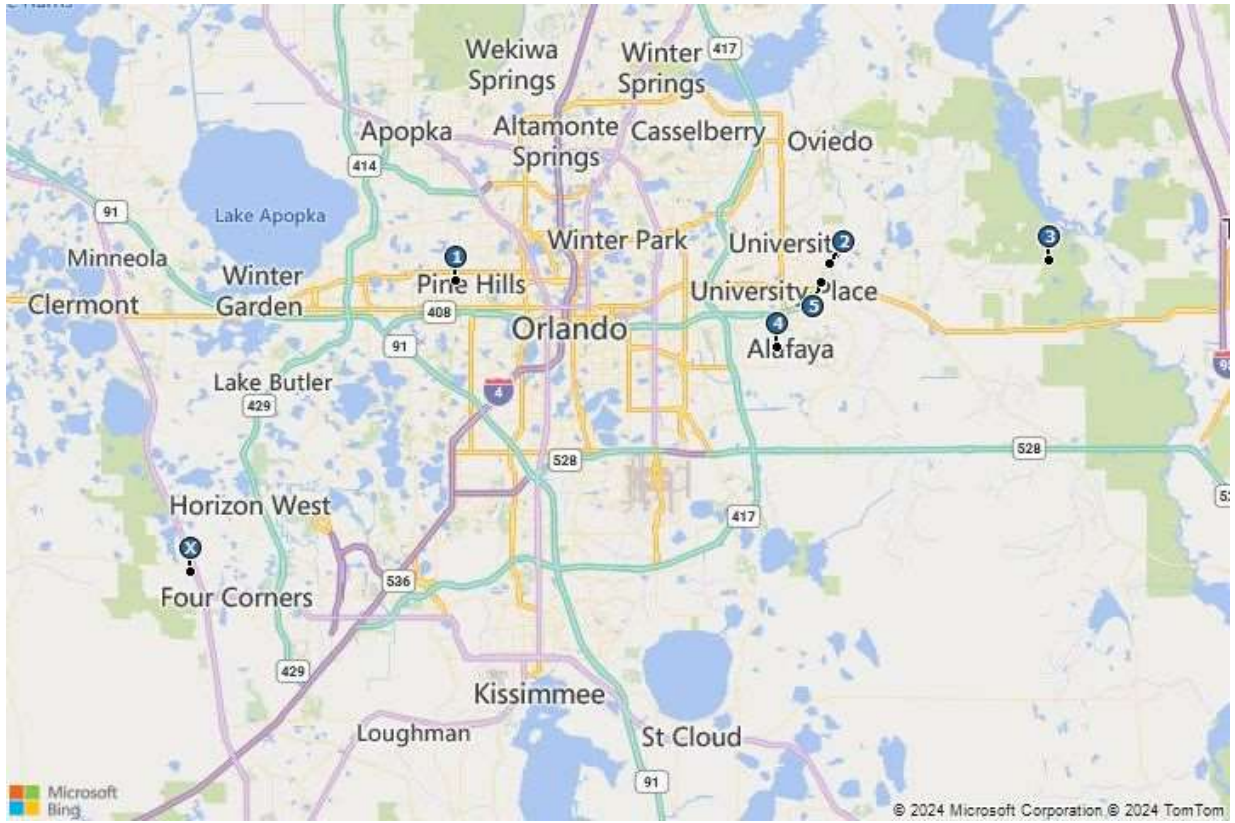 Wekiwa
Springs
Winter
Springs
417
Apopka
Altamonte
Springs
Casselberry
Oviedo
414
91
Lake Apopka
Minneola
Winter Park
Universit
2
3
1
Winter
Garden
Pine Hills
University Place
Clermont
408
Orlando
5
4
Alafaya
91
Lake Butler
4
429
528
528
Horizon West
417
X
536
Four Corners
429
Kissimmee
Loughman
St Cloud
91
Microsoft
Bing
© 2024 Microsoft Corporation © 2024 TomTom